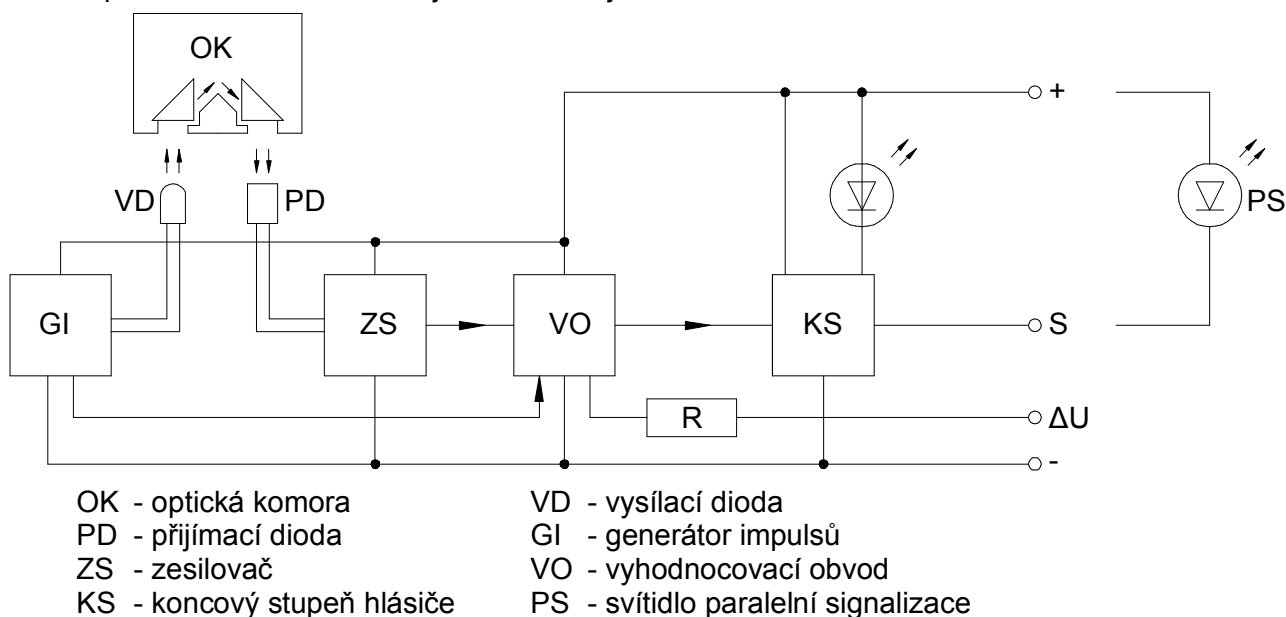 OK
+
VD
PD
PS
GI
ZS
VO
KS
S
R
ΔU
-
OK - optická komora
VD - vysílací dioda
PD - přijímací dioda
GI - generátor impulsů
ZS - zesilovač
VO - vyhodnocovací obvod
KS - koncový stupeň hlásiče
PS - svítidlo paralelní signalizace